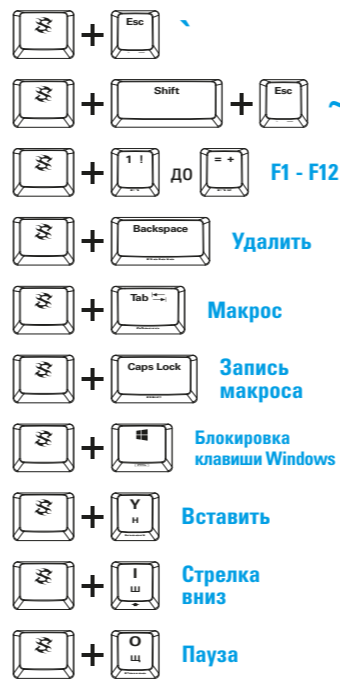 + Esc `
+ Shift + Esc ~
+ 1 ! до = + F1 - F12
+ Backspace Удалить
+ Tab Макрос
+ Caps Lock Запись
макроса
+ Блокировка
клавиши Windows
+ Y Н Вставить
+ I Ш Стрелка
вниз
+ O Щ Пауза